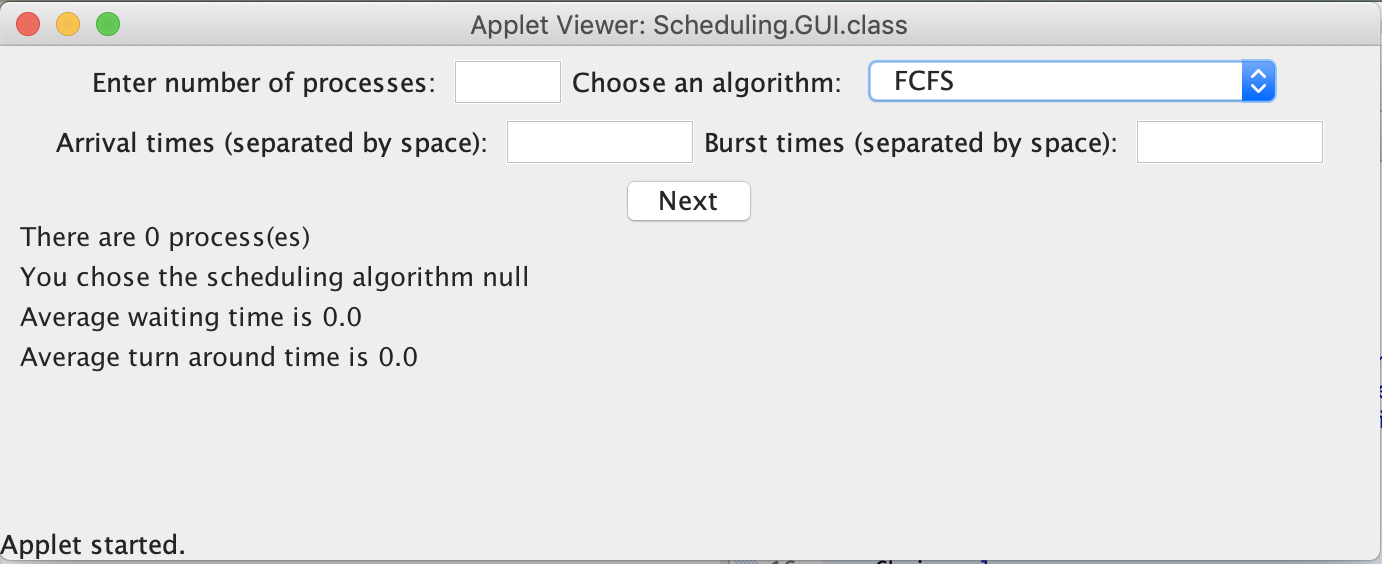 Applet Viewer: Scheduling.GUI.class
Enter number of processes: Choose an algorithm: FCFS
Arrival times (separated by space): Burst times (separated by space):
Next
There are 0 process(es)
You chose the scheduling algorithm null
Average waiting time is 0.0
Average turn around time is 0.0
Applet started.